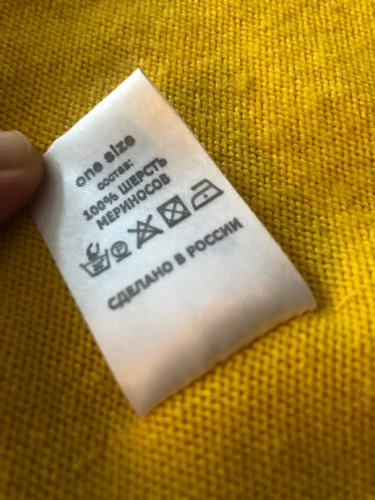 one size
состав:
100% ШЕРСТЬ
МЕРИНОСОВ
СДЕЛАНО В РОССИИ